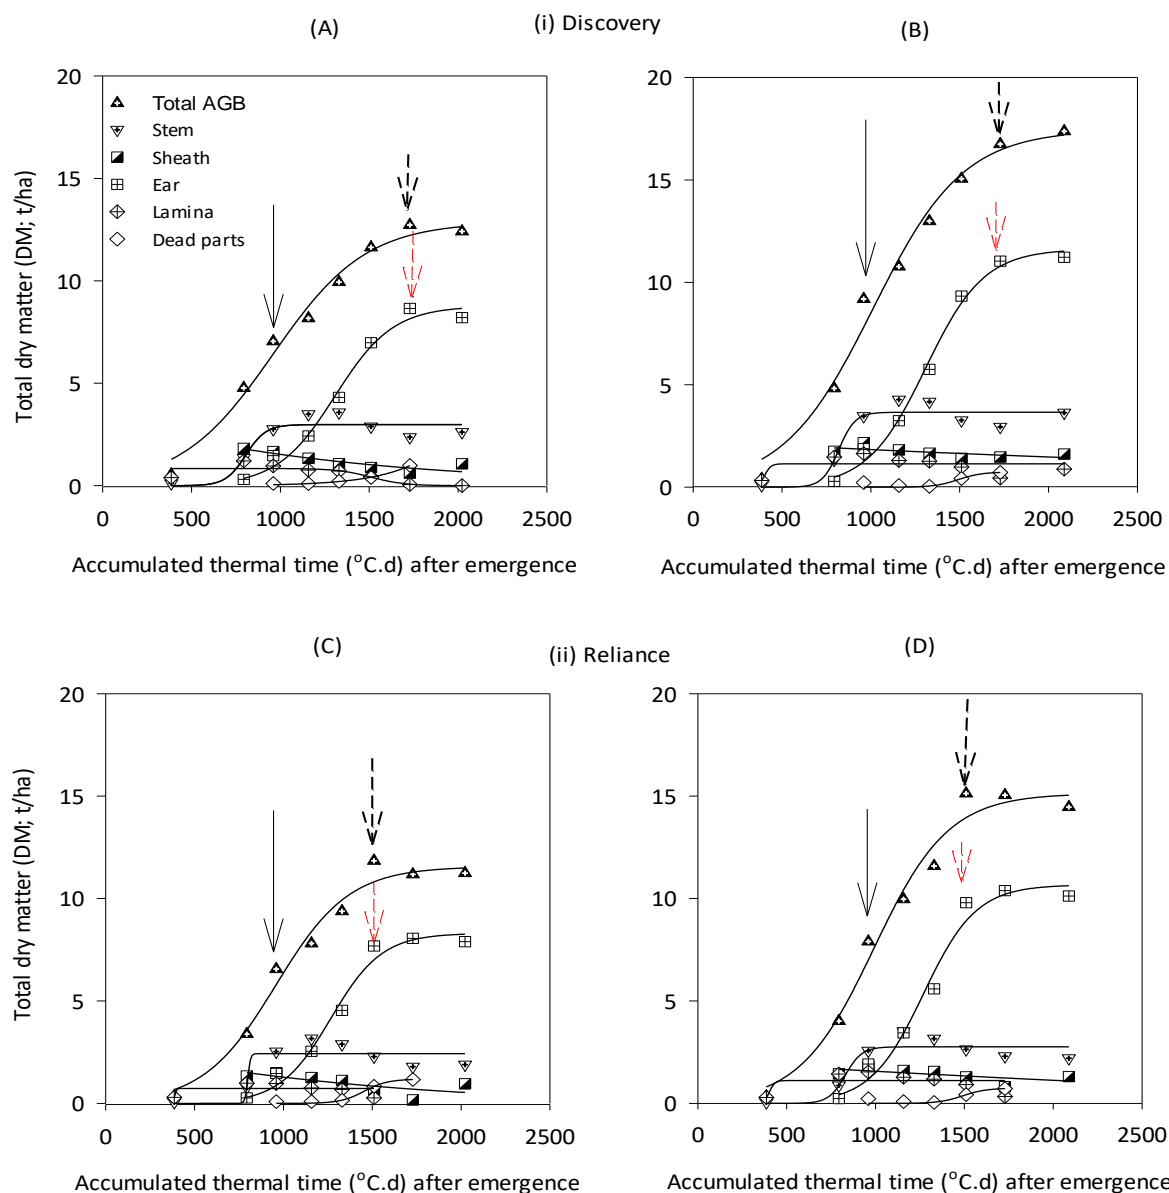 (i) Discovery
(A)
(B)
20
15
10
5
0
Total dry matter (DM; t/ha)
Total AGB
Stem
Sheath
Ear
Lamina
Dead parts
0 500 1000 1500 2000 2500
Accumulated thermal time (°C.d) after emergence
20
15
10
5
0
0 500 1000 1500 2000 2500
Accumulated thermal time (°C.d) after emergence
(ii) Reliance
(C)
(D)
20
15
10
5
0
Total dry matter (DM; t/ha)
0 500 1000 1500 2000 2500
Accumulated thermal time (°C.d) after emergence
20
15
10
5
0
0 500 1000 1500 2000 2500
Accumulated thermal time (°C.d) after emergence